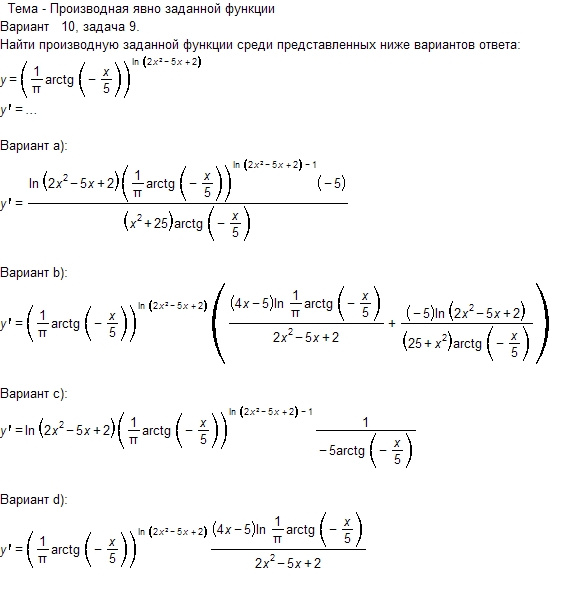 Тема - Производная явно заданной функции
Вариант 10, задача 9.
Найти производную заданной функции среди представленных ниже вариантов ответа:
y = (1/π arctg (− x/5))^ln (2x² − 5x + 2)
y ' = ...
Вариант a):
y ' = ln (2x² − 5x + 2) (1/π arctg (− x/5))^ln (2x² − 5x + 2) − 1 (− 5) / (x² + 25) arctg (− x/5)
Вариант b):
y ' = (1/π arctg (− x/5))^ln (2x² − 5x + 2) ((4x − 5) ln 1/π arctg (− x/5) / 2x² − 5x + 2 + (− 5) ln (2x² − 5x + 2) / (25 + x²) arctg (− x/5))
Вариант c):
y ' = ln (2x² − 5x + 2) (1/π arctg (− x/5))^ln (2x² − 5x + 2) − 1 1 / − 5arctg (− x/5)
Вариант d):
y ' = (1/π arctg (− x/5))^ln (2x² − 5x + 2) (4x − 5) ln 1/π arctg (− x/5) / 2x² − 5x + 2